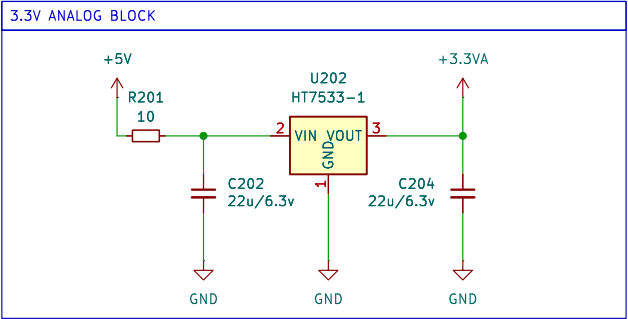 3.3V ANALOG BLOCK
+5V
+3.3VA
U202
HT7533-1
R201
10
2
VIN
VOUT
3
GND
1
C202
22u/6.3v
C204
22u/6.3v
GND
GND
GND